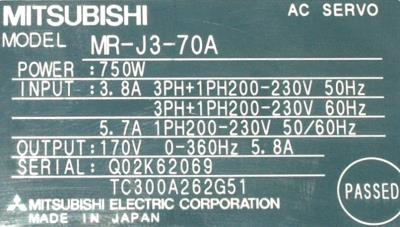 MITSUBISHI AC SERVO
MODEL MR-J3-70A
POWER :750W
INPUT :3.8A 3PH+1PH200-230V 50Hz
3PH+1PH200-230V 60Hz
5.7A 1PH200-230V 50/60Hz
OUTPUT:170V 0-360Hz 5.8A
SERIAL: Q02K62069
TC300A262G51
MITSUBISHI ELECTRIC CORPORATION
MADE IN JAPAN
PASSED